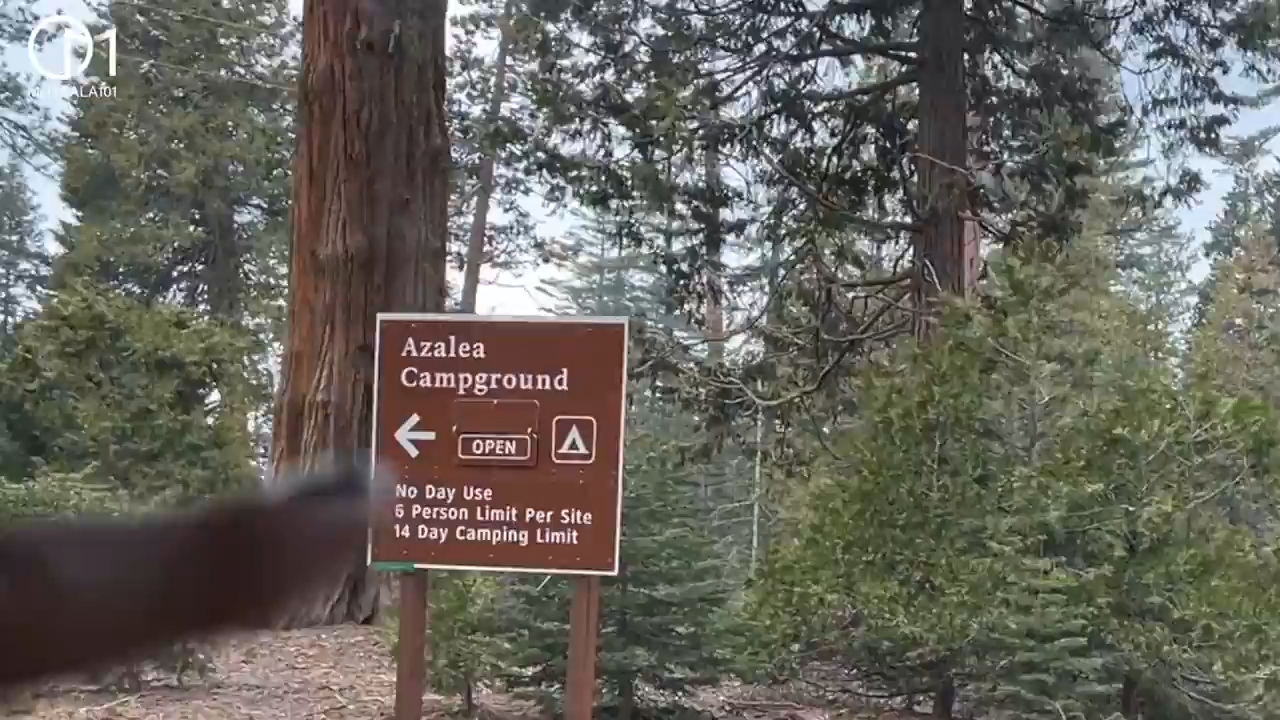 Azalea
Campground
OPEN
No Day Use
6 Person Limit Per Site
14 Day Camping Limit